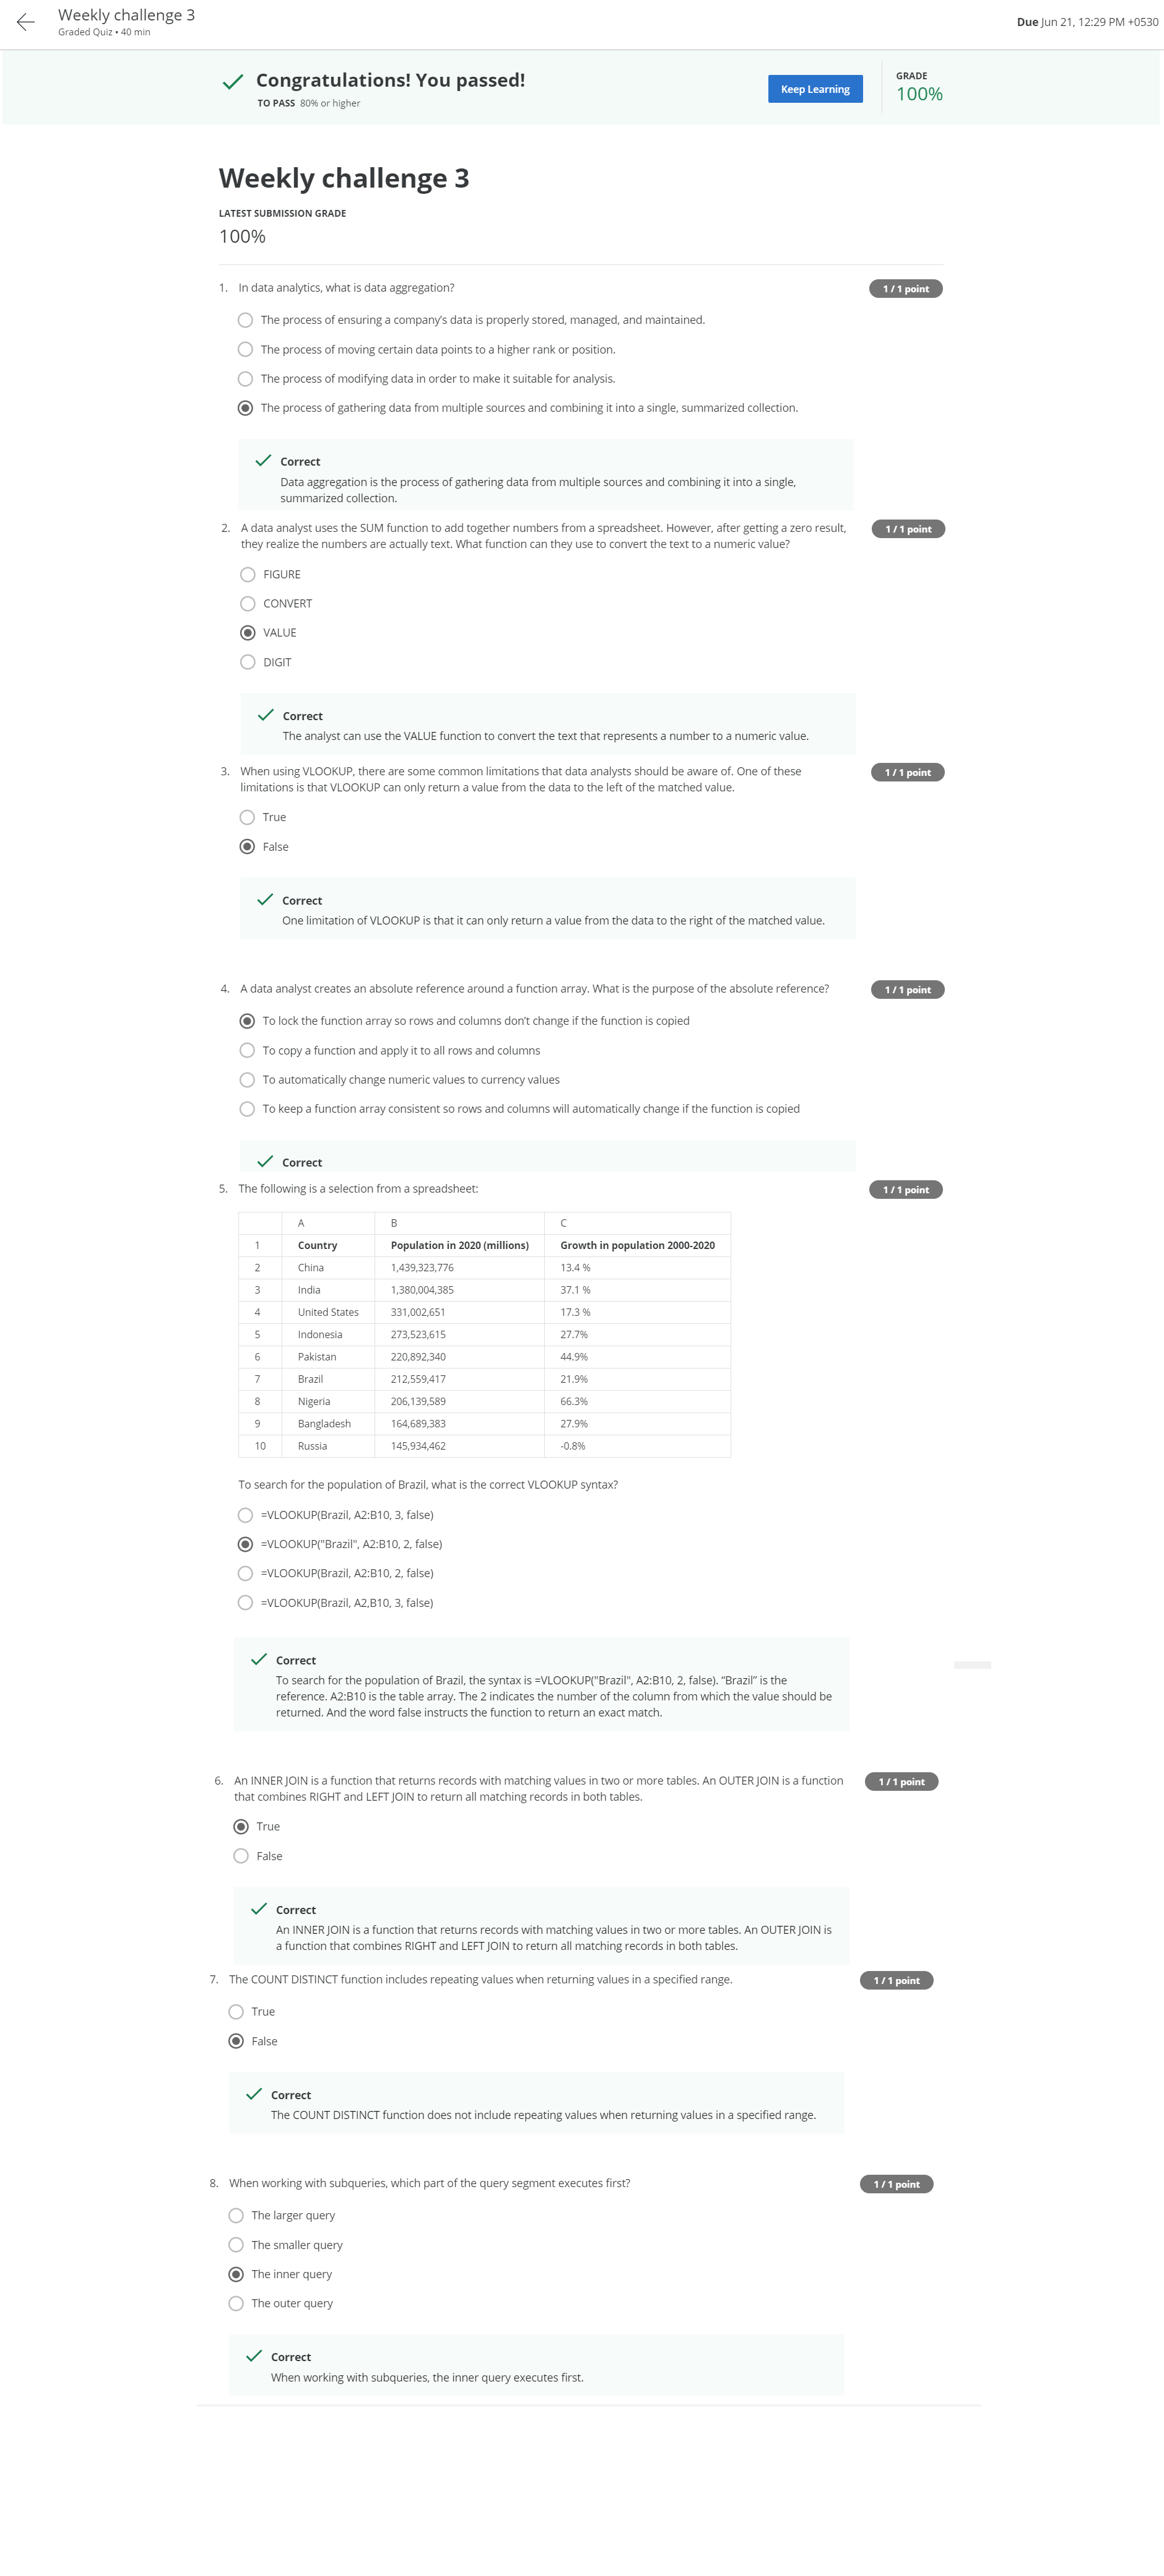 Weekly challenge 3
Graded Quiz • 40 min
Due Jun 21, 12:29 PM +0530
Congratulations! You passed!
TO PASS 80% or higher
Keep Learning
GRADE
100%
Weekly challenge 3
LATEST SUBMISSION GRADE
100%
1. In data analytics, what is data aggregation?
1 / 1 point
The process of ensuring a company’s data is properly stored, managed, and maintained.
The process of moving certain data points to a higher rank or position.
The process of modifying data in order to make it suitable for analysis.
The process of gathering data from multiple sources and combining it into a single, summarized collection.
Correct
Data aggregation is the process of gathering data from multiple sources and combining it into a single,
summarized collection.
2. A data analyst uses the SUM function to add together numbers from a spreadsheet. However, after getting a zero result,
they realize the numbers are actually text. What function can they use to convert the text to a numeric value?
1 / 1 point
FIGURE
CONVERT
VALUE
DIGIT
Correct
The analyst can use the VALUE function to convert the text that represents a number to a numeric value.
3. When using VLOOKUP, there are some common limitations that data analysts should be aware of. One of these
limitations is that VLOOKUP can only return a value from the data to the left of the matched value.
1 / 1 point
True
False
Correct
One limitation of VLOOKUP is that it can only return a value from the data to the right of the matched value.
4. A data analyst creates an absolute reference around a function array. What is the purpose of the absolute reference?
1 / 1 point
To lock the function array so rows and columns don’t change if the function is copied
To copy a function and apply it to all rows and columns
To automatically change numeric values to currency values
To keep a function array consistent so rows and columns will automatically change if the function is copied
Correct
5. The following is a selection from a spreadsheet:
1 / 1 point
A B C
1 Country Population in 2020 (millions) Growth in population 2000-2020
2 China 1,439,323,776 13.4 %
3 India 1,380,004,385 37.1 %
4 United States 331,002,651 17.3 %
5 Indonesia 273,523,615 27.7%
6 Pakistan 220,892,340 44.9%
7 Brazil 212,559,417 21.9%
8 Nigeria 206,139,589 66.3%
9 Bangladesh 164,689,383 27.9%
10 Russia 145,934,462 -0.8%
To search for the population of Brazil, what is the correct VLOOKUP syntax?
=VLOOKUP(Brazil, A2:B10, 3, false)
=VLOOKUP("Brazil", A2:B10, 2, false)
=VLOOKUP(Brazil, A2:B10, 2, false)
=VLOOKUP(Brazil, A2,B10, 3, false)
Correct
To search for the population of Brazil, the syntax is =VLOOKUP("Brazil", A2:B10, 2, false). “Brazil” is the
reference. A2:B10 is the table array. The 2 indicates the number of the column from which the value should be
returned. And the word false instructs the function to return an exact match.
6. An INNER JOIN is a function that returns records with matching values in two or more tables. An OUTER JOIN is a function
that combines RIGHT and LEFT JOIN to return all matching records in both tables.
1 / 1 point
True
False
Correct
An INNER JOIN is a function that returns records with matching values in two or more tables. An OUTER JOIN is
a function that combines RIGHT and LEFT JOIN to return all matching records in both tables.
7. The COUNT DISTINCT function includes repeating values when returning values in a specified range.
1 / 1 point
True
False
Correct
The COUNT DISTINCT function does not include repeating values when returning values in a specified range.
8. When working with subqueries, which part of the query segment executes first?
1 / 1 point
The larger query
The smaller query
The inner query
The outer query
Correct
When working with subqueries, the inner query executes first.